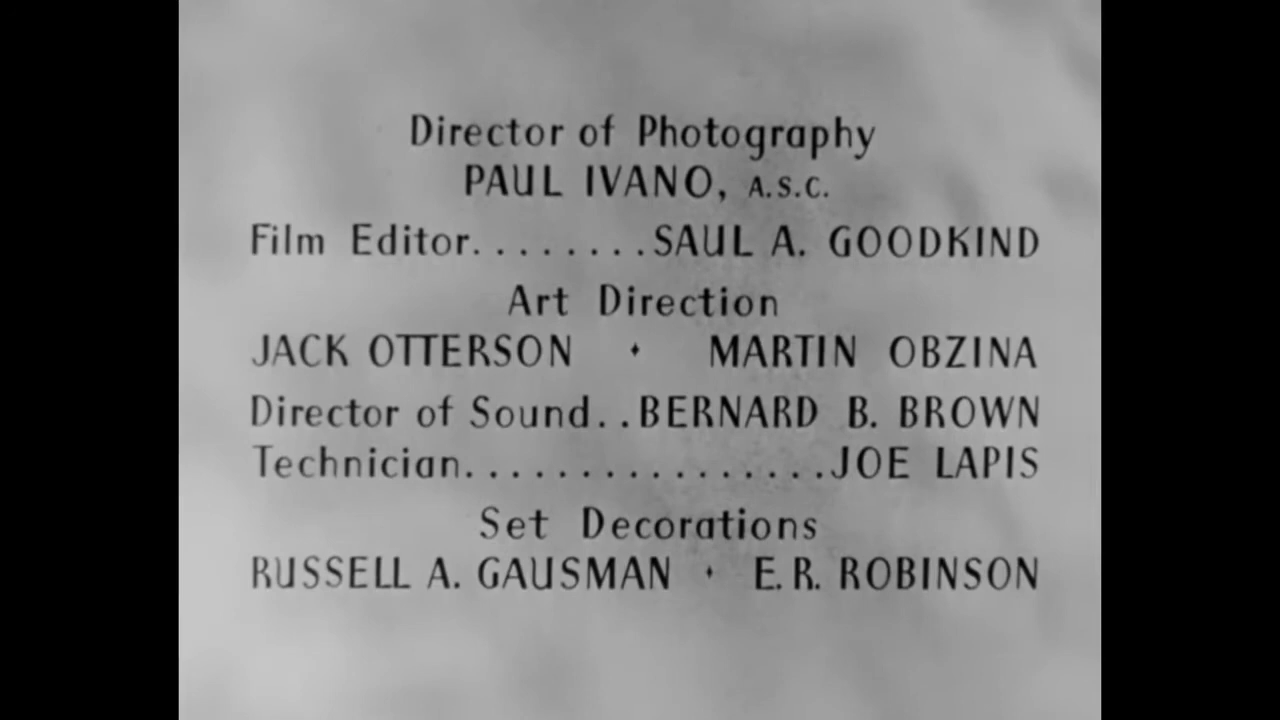 Director of Photography
PAUL IVANO, A.S.C.
Film Editor........SAUL A. GOODKIND
Art Direction
JACK OTTERSON ♦ MARTIN OBZINA
Director of Sound..BERNARD B. BROWN
Technician................JOE LAPIS
Set Decorations
RUSSELL A. GAUSMAN ♦ E.R. ROBINSON